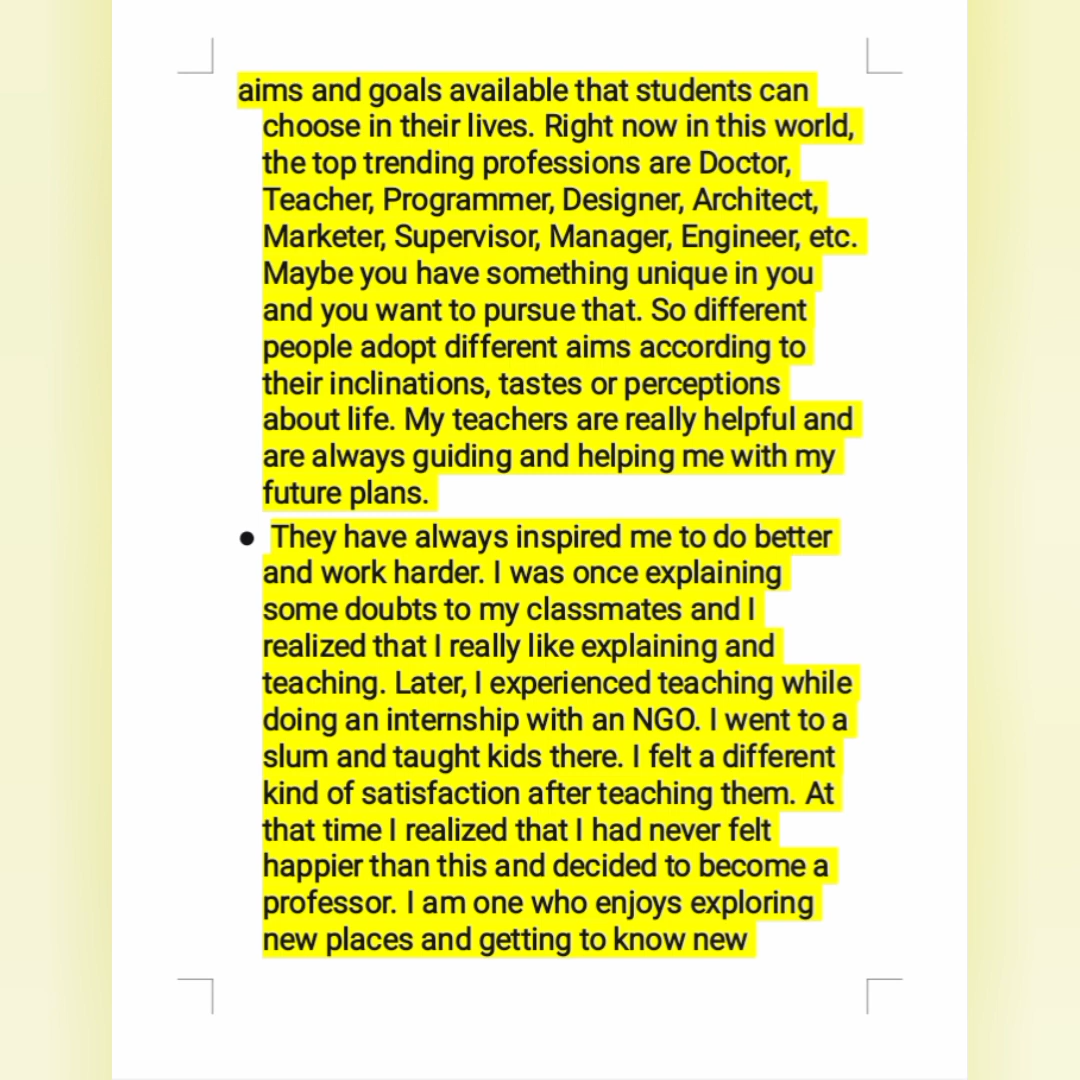 aims and goals available that students can
choose in their lives. Right now in this world,
the top trending professions are Doctor,
Teacher, Programmer, Designer, Architect,
Marketer, Supervisor, Manager, Engineer, etc.
Maybe you have something unique in you
and you want to pursue that. So different
people adopt different aims according to
their inclinations, tastes or perceptions
about life. My teachers are really helpful and
are always guiding and helping me with my
future plans.
● They have always inspired me to do better
and work harder. I was once explaining
some doubts to my classmates and I
realized that I really like explaining and
teaching. Later, I experienced teaching while
doing an internship with an NGO. I went to a
slum and taught kids there. I felt a different
kind of satisfaction after teaching them. At
that time I realized that I had never felt
happier than this and decided to become a
professor. I am one who enjoys exploring
new places and getting to know new